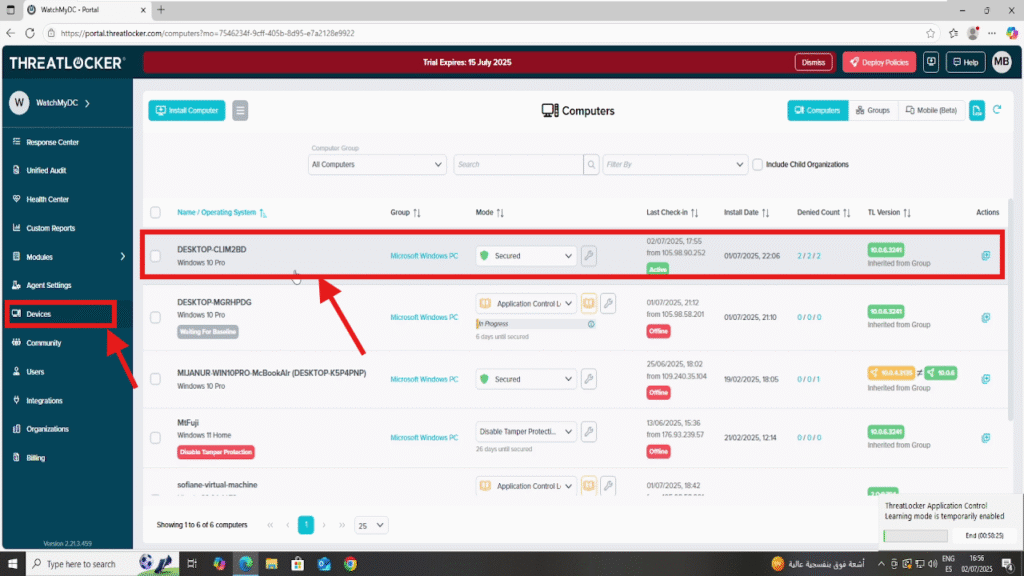 WatchMyDC - Portal
https://portal.threatlocker.com/computers?mo=7546234f-9cff-405b-8d95-e7a2128e9922
THREATLOCKER
Trial Expires: 15 July 2025
Dismiss
Deploy Policies
Help
MB
W
WatchMyDC
Response Center
Unified Audit
Health Center
Custom Reports
Modules
Agent Settings
Devices
Community
Users
Integrations
Organizations
Billing
Version 2.21.3.459
Install Computer
Computers
Computers
Groups
Mobile (Beta)
Computer Group
All Computers
Search
Filter By
Include Child Organizations
Name / Operating System
Group
Mode
Last Check-in
Install Date
Denied Count
TL Version
Actions
DESKTOP-CLIM2BD
Windows 10 Pro
Microsoft Windows PC
Secured
02/07/2025, 17:55
from 105.98.90.252
Active
01/07/2025, 22:06
2 / 2 / 2
10.0.6.3241
Inherited from Group
DESKTOP-MGRHPDG
Windows 10 Pro
Waiting For Baseline
Microsoft Windows PC
Application Control L
In Progress
6 days until secured
01/07/2025, 21:12
from 105.98.58.201
Offline
01/07/2025, 21:10
0 / 0 / 0
10.0.6.3241
Inherited from Group
MIJANUR-WIN10PRO-McBookAir (DESKTOP-K5P4PNP)
Windows 10 Pro
Microsoft Windows PC
Secured
25/06/2025, 18:02
from 109.240.35.104
Offline
19/02/2025, 18:05
0 / 0 / 1
≠
10.0.6
Inherited from Group
MtFuji
Windows 11 Home
Disable Tamper Protection
Microsoft Windows PC
Disable Tamper Protecti...
26 days until secured
13/06/2025, 15:36
from 176.93.239.57
Offline
21/02/2025, 12:14
0 / 0 / 0
10.0.6.3241
Inherited from Group
sofiane-virtual-machine
Application Control L
01/07/2025, 18:42
Showing 1 to 6 of 6 computers
1
25
ThreatLocker Application Control
Learning mode is temporarily enabled
End (00:58:25)
Type here to search
أشعة فوق بنفسجية عالية
ENG
ES
16:56
02/07/2025